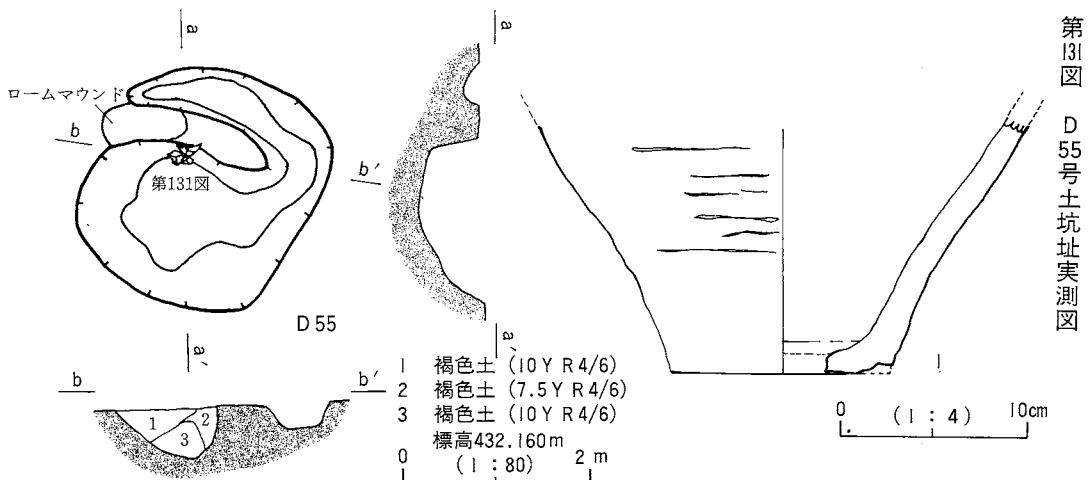 第131図 D55号土坑址実測図
a
a
ロームマウンド
b
b'
第131図
D 55
a'
a'
b
b'
1
2
3
1 褐色土 (10YR4/6)
2 褐色土 (7.5YR4/6)
3 褐色土 (10YR4/6)
標高432.160m
0 (1:80) 2m
1
0 (1:4) 10cm